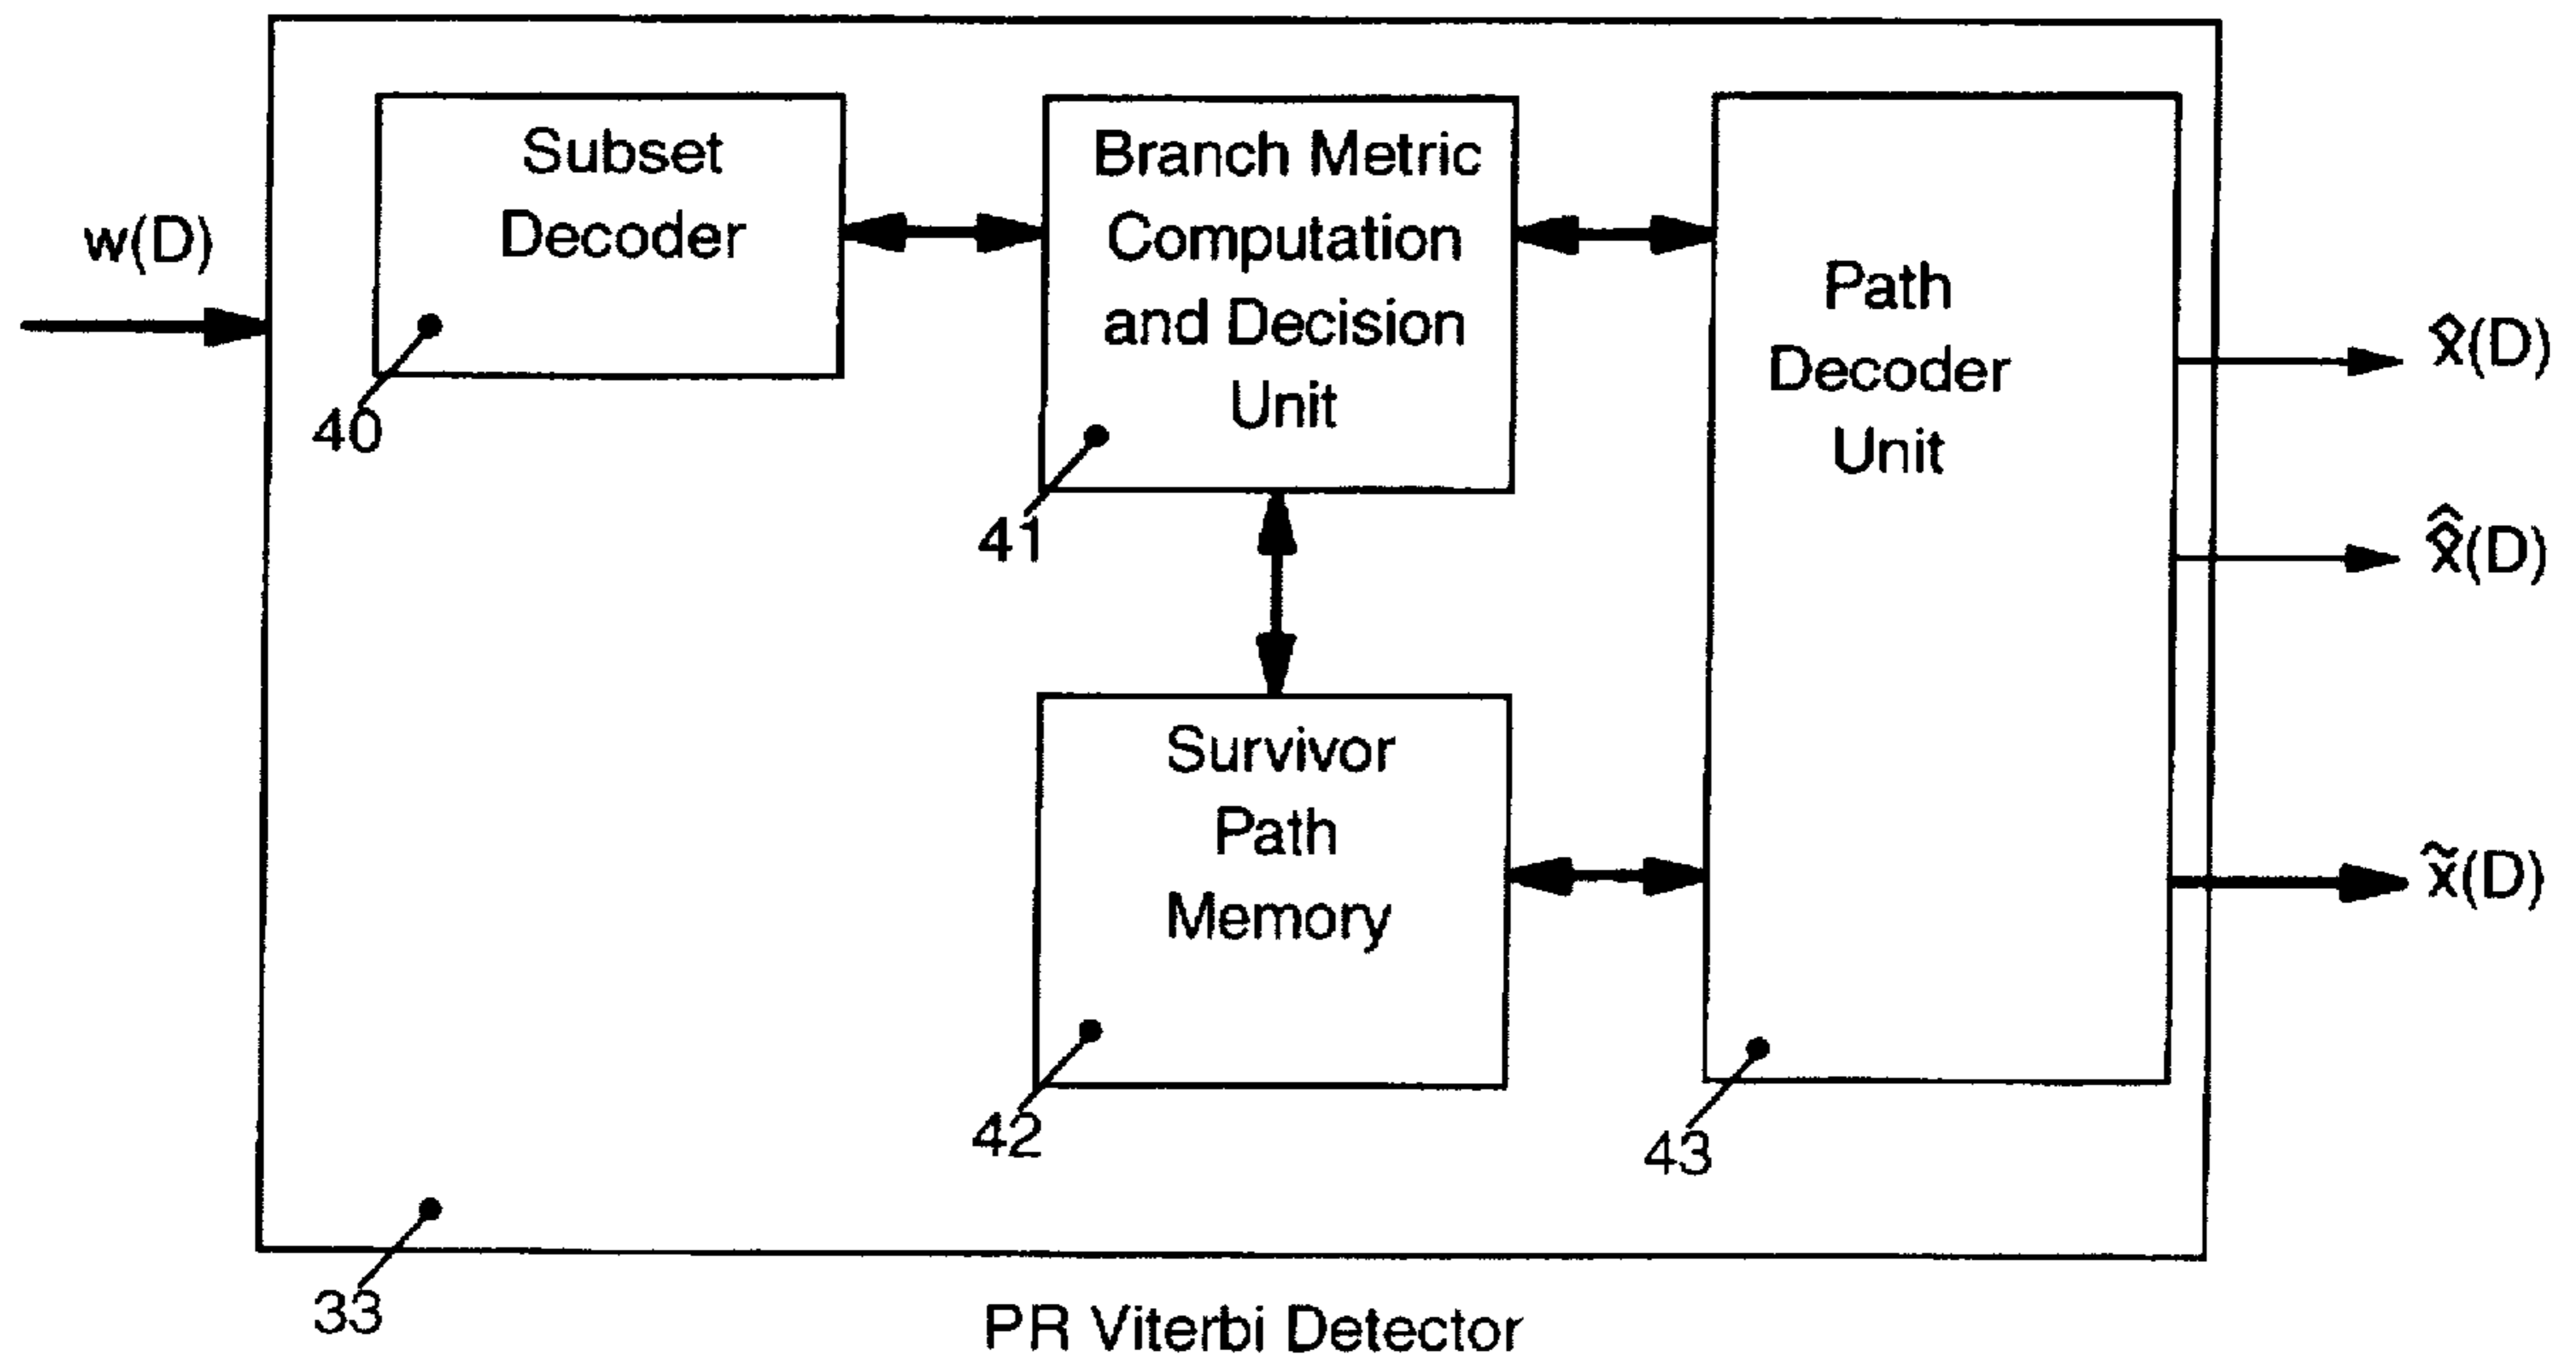 w(D)
Subset
Decoder
40
Branch Metric
Computation
and Decision
Unit
41
Survivor
Path
Memory
42
Path
Decoder
Unit
43
x̂(D)
x̂̂(D)
x̃(D)
33
PR Viterbi Detector